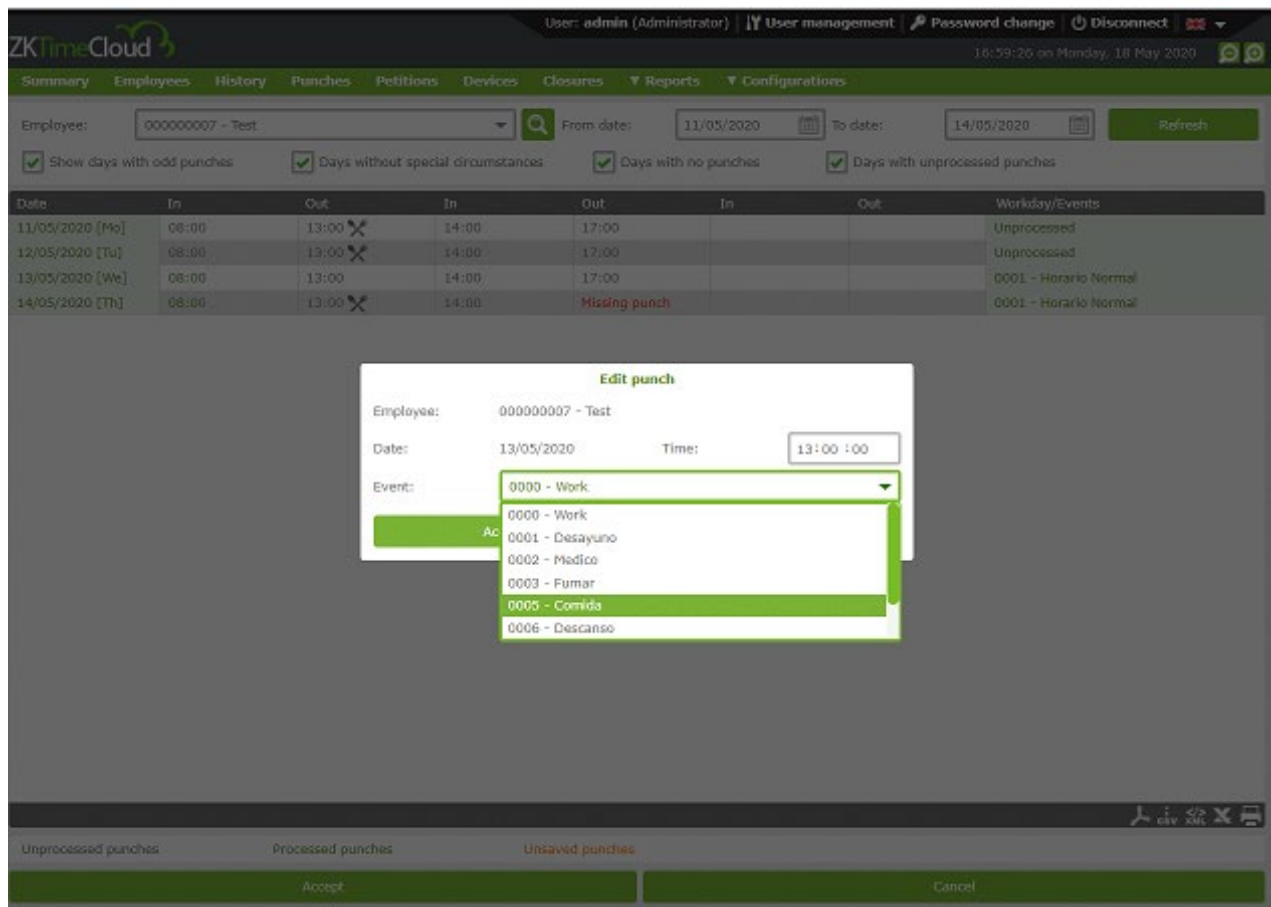 User: admin (Administrator) User management Password change Disconnect
ZKTimeCloud
16:59:26 on Monday, 18 May 2020
Summary Employees History Punches Petitions Devices Closures ▼ Reports ▼ Configurations
Employee: 000000007 - Test From date: 11/05/2020 To date: 14/05/2020 Refresh
Show days with odd punches Days without special circumstances Days with no punches Days with unprocessed punches
Date In Out In Out In Out Workday/Events
11/05/2020 [Mo] 08:00 13:00 14:00 17:00 Unprocessed
12/05/2020 [Tu] 08:00 13:00 14:00 17:00 Unprocessed
13/05/2020 [We] 08:00 13:00 14:00 17:00 0001 - Horario Normal
14/05/2020 [Th] 08:00 13:00 14:00 Missing punch 0001 - Horario Normal
Edit punch
Employee: 000000007 - Test
Date: 13/05/2020 Time: 13:00 :00
Event: 0000 - Work
0000 - Work
Ac
0001 - Desayuno
0002 - Medico
0003 - Fumar
0005 - Comida
0006 - Descanso
CSV XML
Unprocessed punches Processed punches Unsaved punches
Accept Cancel